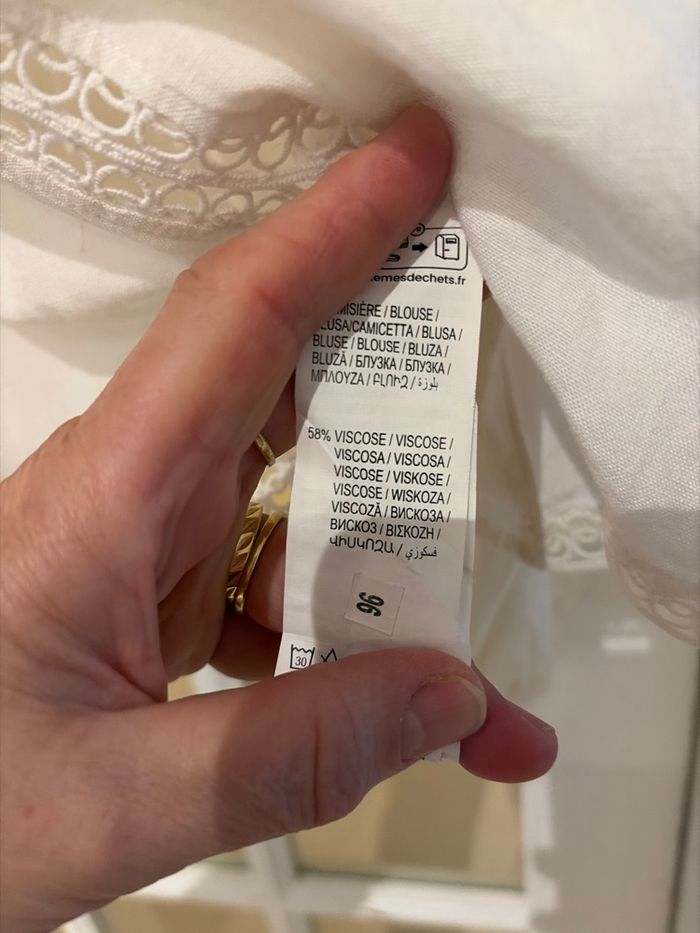 emesdechets.fr
MISIÈRE / BLOUSE /
LUSA/CAMICETTA / BLUSA /
BLUSE / BLOUSE / BLUZA /
BLUZĂ / БЛУЗКА / БЛУЗКА /
ΜΠΛΟΥΖΑ / ԲԼՈՒԶ / بلوزة
58% VISCOSE / VISCOSE /
VISCOSA / VISCOSA /
VISCOSE / VISKOSE /
VISCOSE / WISKOZA /
VISCOZĂ / ВИСКОЗА /
ВИСКОЗ / ΒΙΣΚΟΖΗ /
ՎԻՍԿՈԶԱ / فسكوزي
96
30